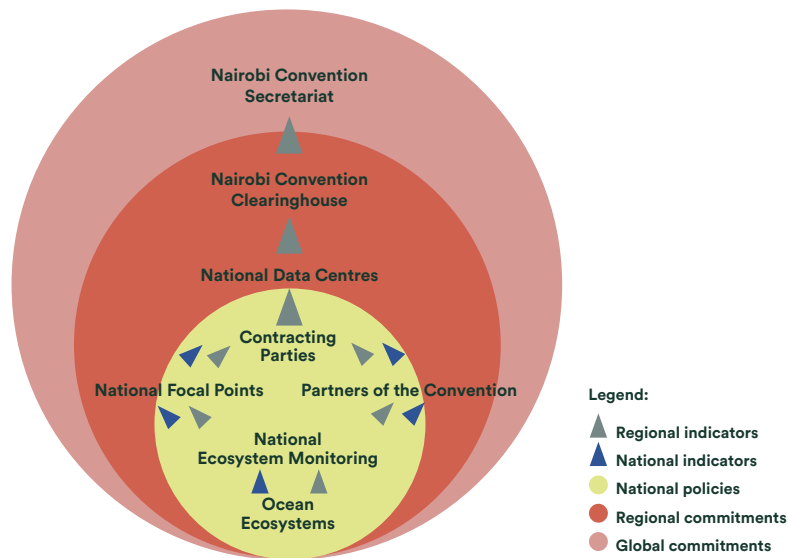 Nairobi Convention
Secretariat
Nairobi Convention
Clearinghouse
National Data Centres
Contracting
Parties
National Focal Points
Partners of the Convention
National
Ecosystem Monitoring
Ocean
Ecosystems
Legend:
Regional indicators
National indicators
National policies
Regional commitments
Global commitments